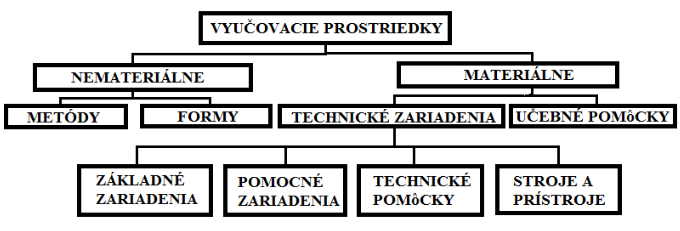 VYUČOVACIE PROSTRIEDKY
NEMATERIÁLNE
MATERIÁLNE
METÓDY
FORMY
TECHNICKÉ ZARIADENIA
UČEBNÉ POMôCKY
ZÁKLADNÉ
ZARIADENIA
POMOCNÉ
ZARIADENIA
TECHNICKÉ
POMôCKY
STROJE A
PRÍSTROJE